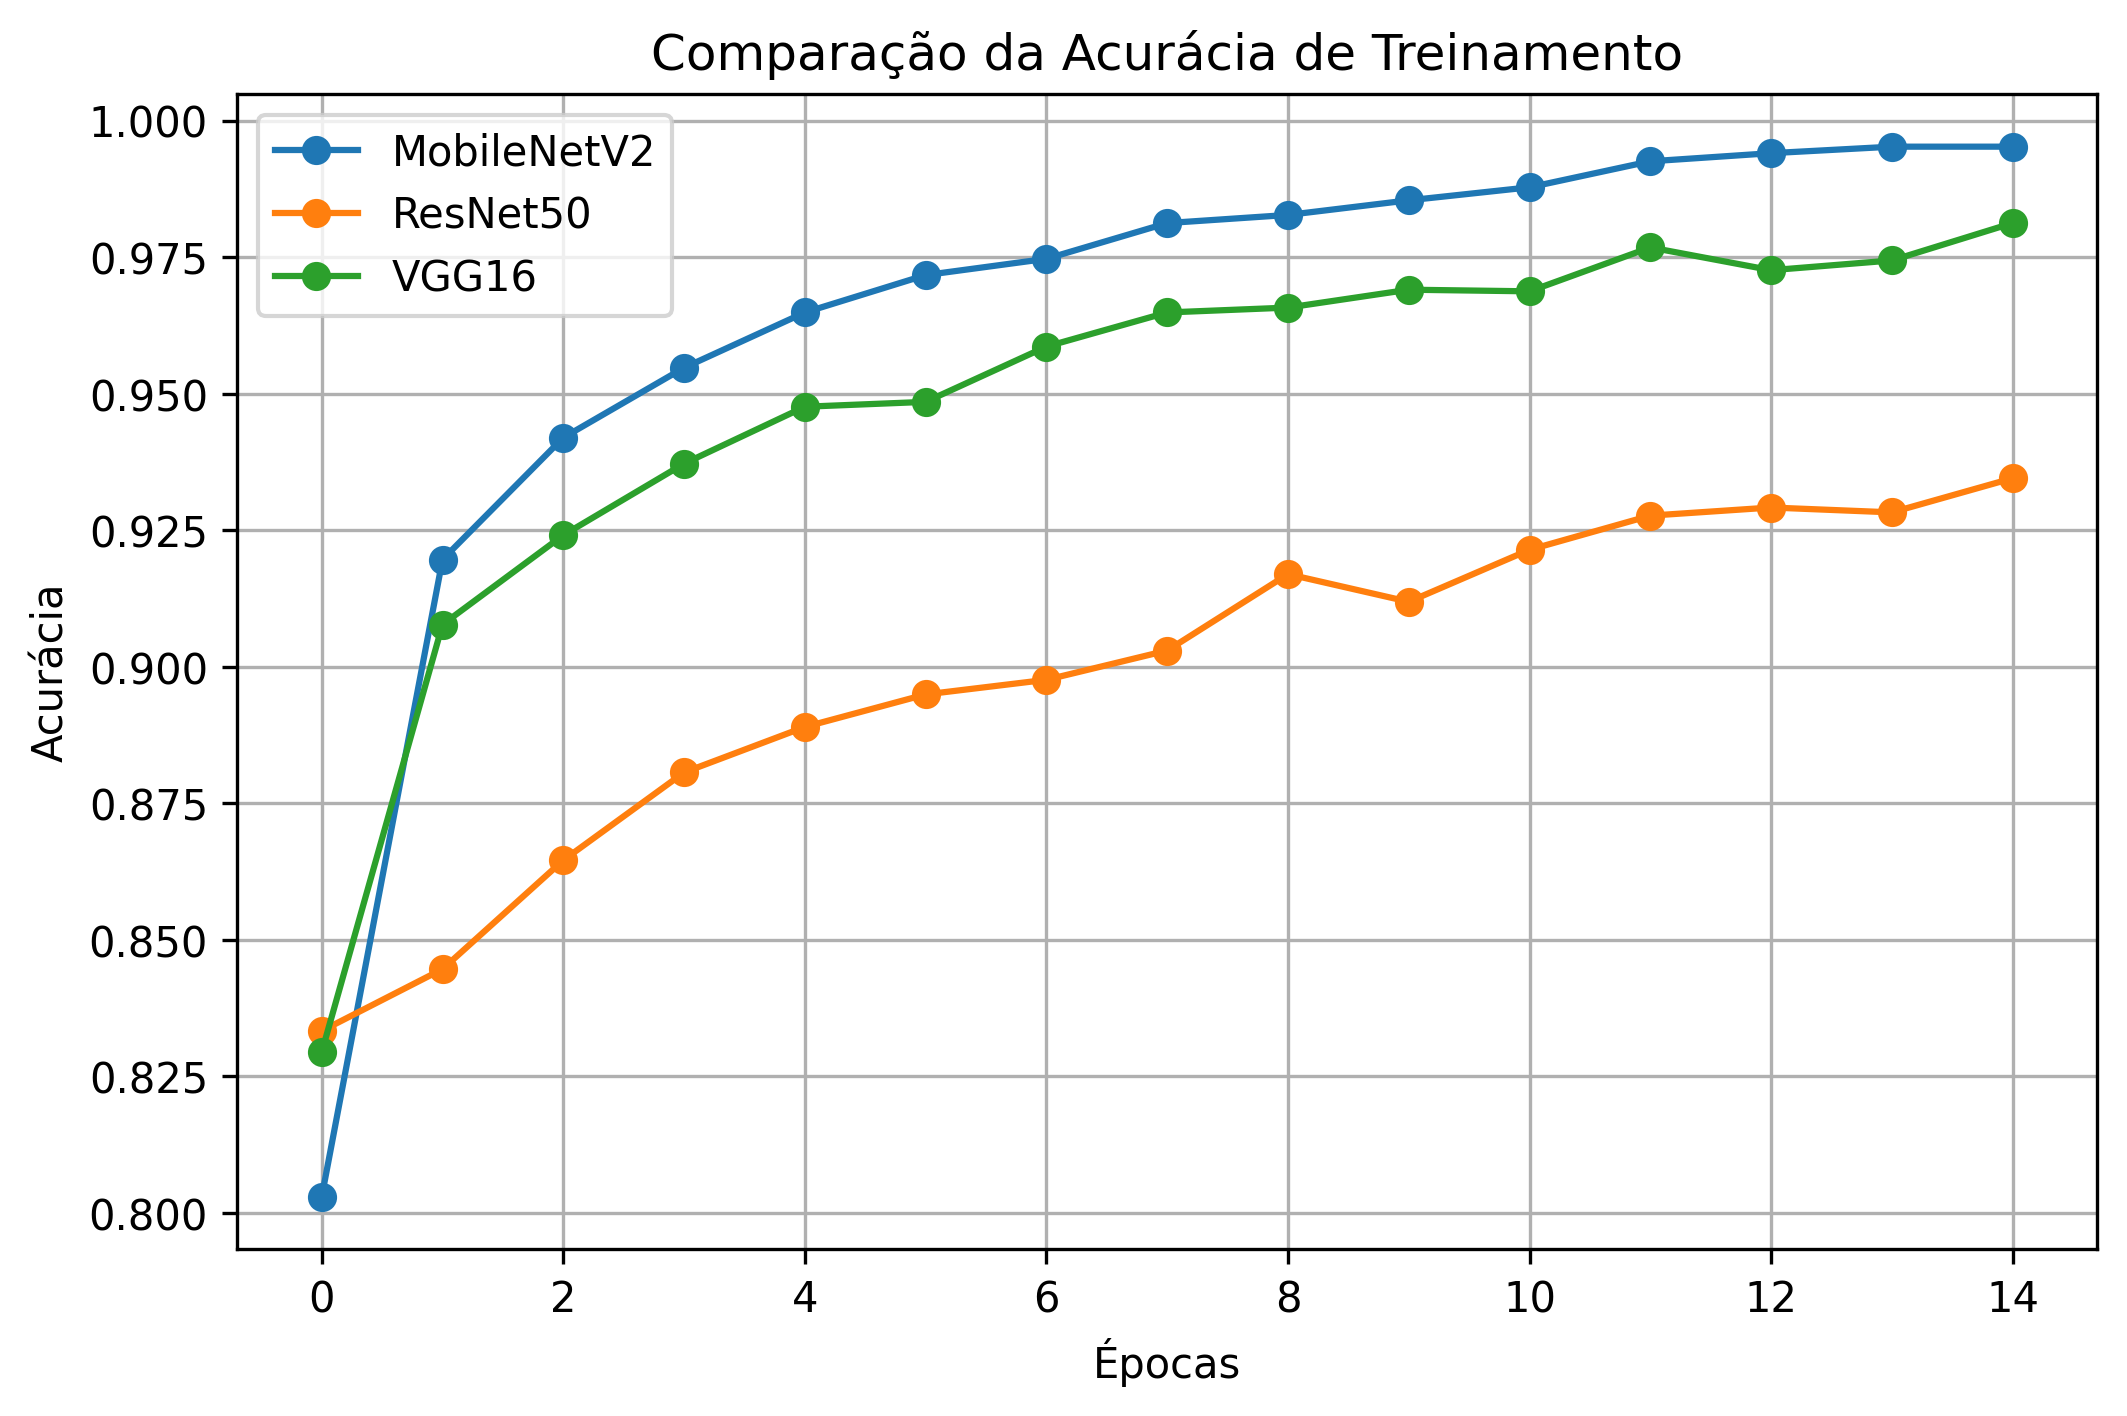 Comparação da Acurácia de Treinamento
1.000
0.975
0.950
0.925
0.900
0.875
0.850
0.825
0.800
Acurácia
MobileNetV2
ResNet50
VGG16
0 2 4 6 8 10 12 14
Épocas